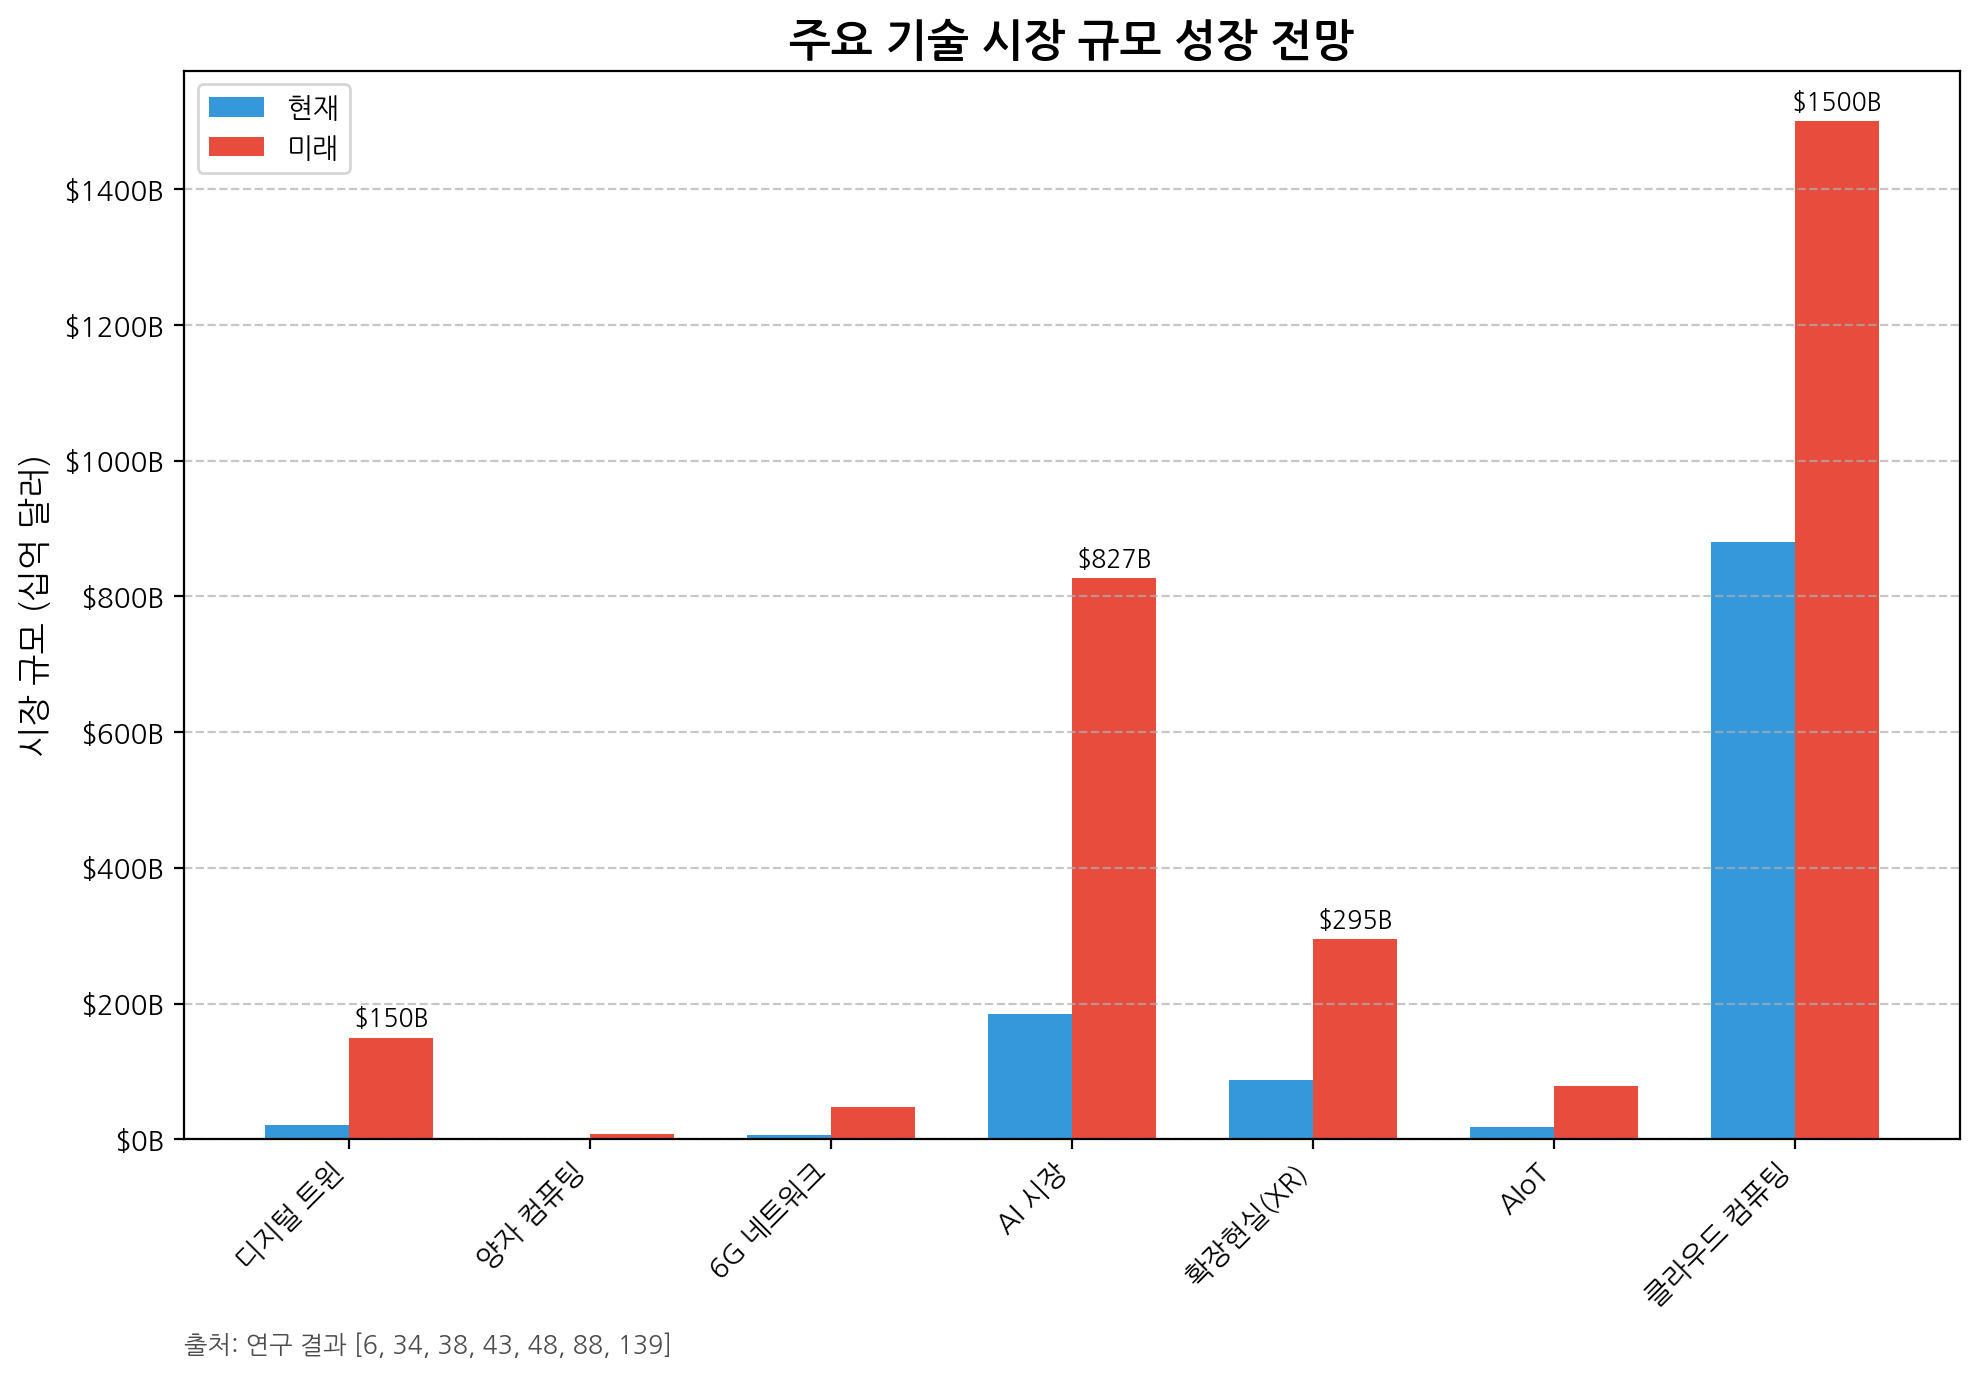 주요 기술 시장 규모 성장 전망
현재
미래
시장 규모 (십억 달러)
$1400B
$1200B
$1000B
$800B
$600B
$400B
$200B
$0B
$150B
$827B
$295B
$1500B
디지털 트윈
양자 컴퓨팅
6G 네트워크
AI 시장
확장현실(XR)
AIoT
클라우드 컴퓨팅
출처: 연구 결과 [6, 34, 38, 43, 48, 88, 139]